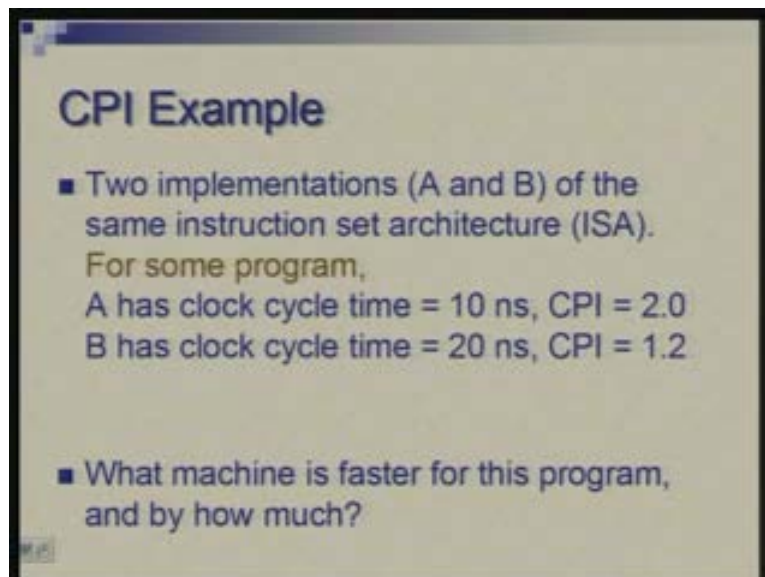 CPI Example
■ Two implementations (A and B) of the
same instruction set architecture (ISA).
For some program,
A has clock cycle time = 10 ns, CPI = 2.0
B has clock cycle time = 20 ns, CPI = 1.2
■ What machine is faster for this program,
and by how much?